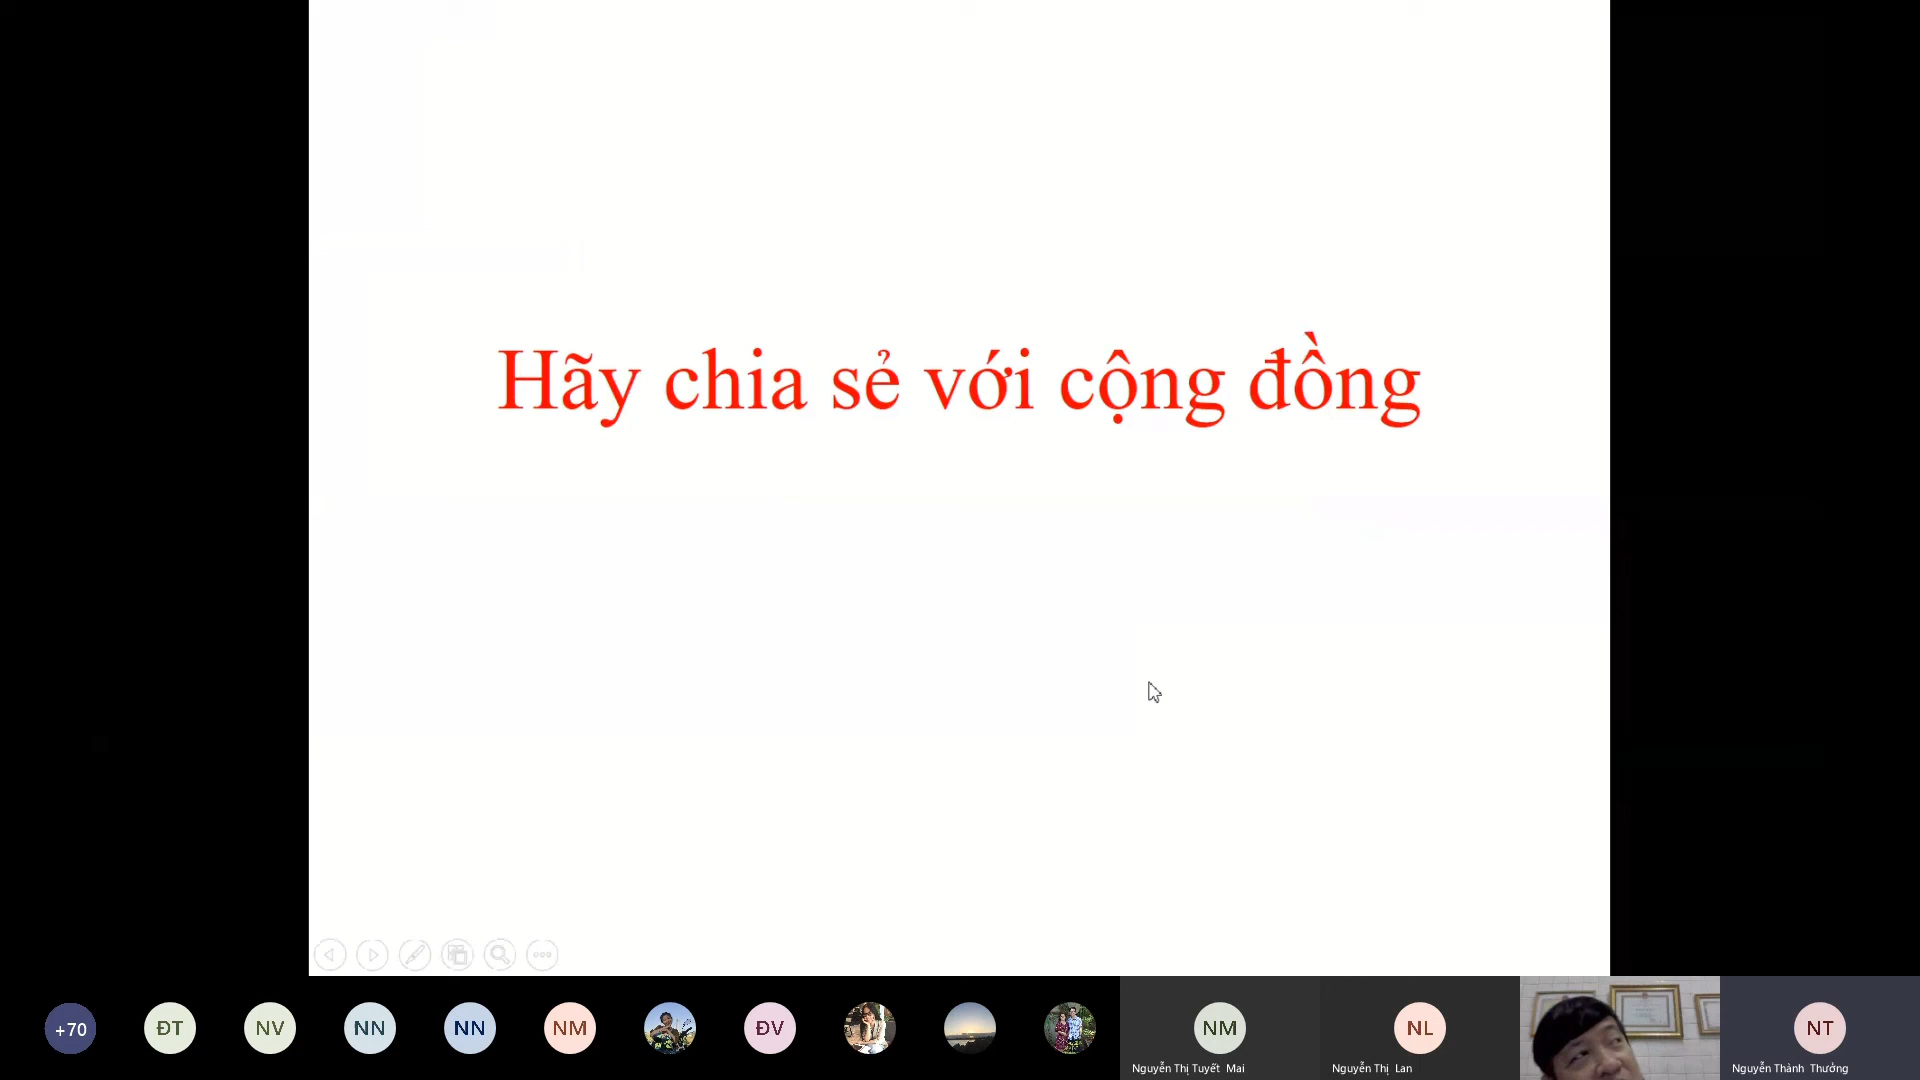 Hãy chia sẻ với cộng đồng
+70
ĐT
NV
NN
NN
NM
ĐV
NM
NL
NT
Nguyễn Thị Tuyết Mai
Nguyễn Thị Lan
Nguyễn Thành Thưởng